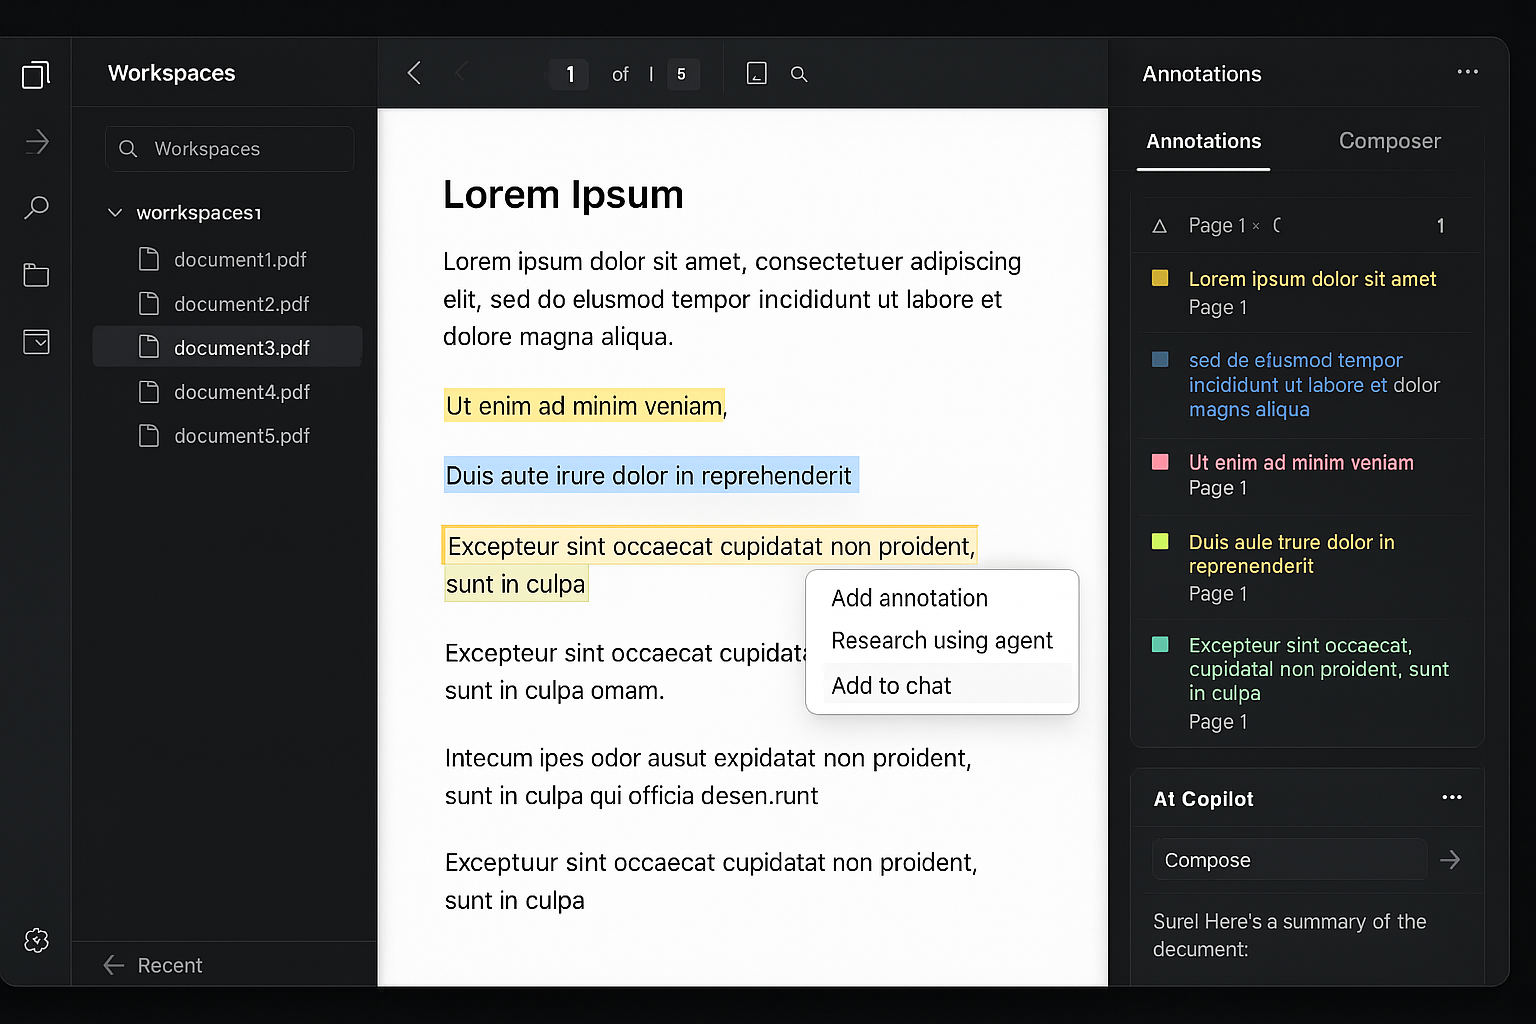 Workspaces
Workspaces
worrkspaces1
document1.pdf
document2.pdf
document3.pdf
document4.pdf
document5.pdf
Recent
1 of | 5
Lorem Ipsum
Lorem ipsum dolor sit amet, consectetuer adipiscing
elit, sed do elusmod tempor incididunt ut labore et
dolore magna aliqua.
Ut enim ad minim veniam,
Duis aute irure dolor in reprehenderit
Excepteur sint occaecat cupidatat non proident,
sunt in culpa
Add annotation
Research using agent
Add to chat
Excepteur sint occaecat cupidata
sunt in culpa omam.
Intecum ipes odor ausut expidatat non proident,
sunt in culpa qui officia desen.runt
Exceptuur sint occaecat cupidatat non proident,
sunt in culpa
Annotations
Annotations Composer
Page 1 × 1
Lorem ipsum dolor sit amet
Page 1
sed de efusmod tempor
incididunt ut labore et dolor
magns aliqua
Ut enim ad minim veniam
Page 1
Duis aule trure dolor in
reprenenderit
Page 1
Excepteur sint occaecat,
cupidatal non proident, sunt
in culpa
Page 1
At Copilot
Compose
Surel Here's a summary of the
decument: